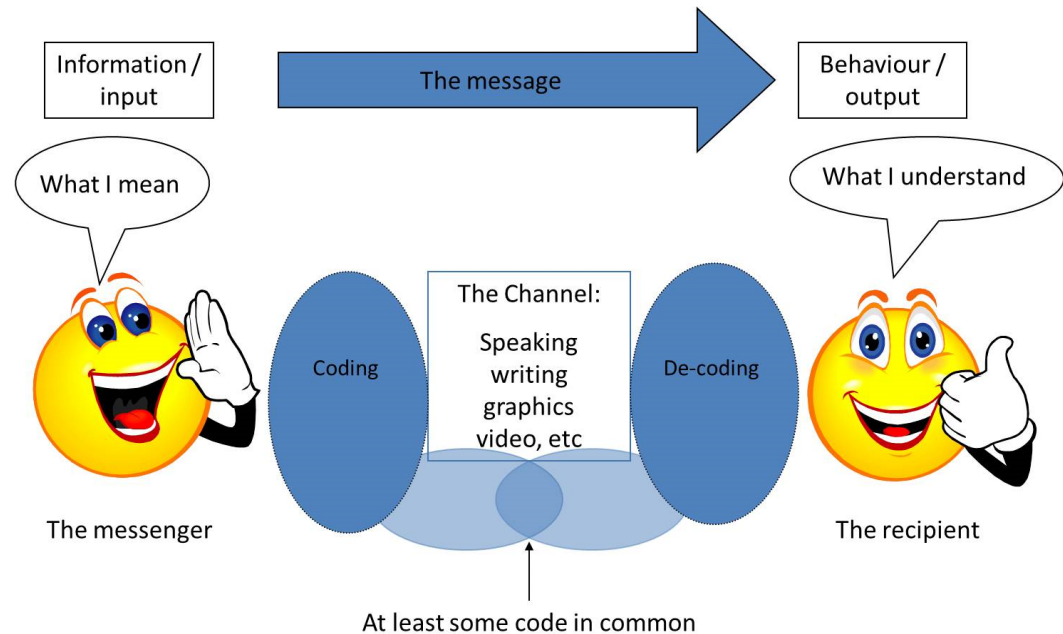 Information /
input
The message
Behaviour /
output
What I mean
What I understand
The Channel:
Speaking
writing
graphics
video, etc
Coding
De-coding
The messenger
The recipient
At least some code in common